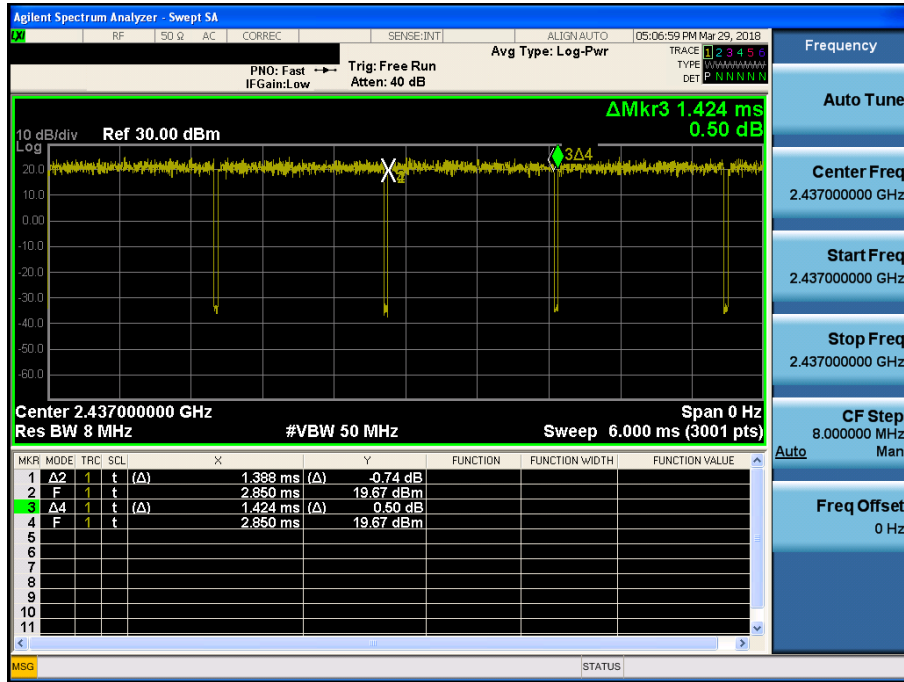 Agilent Spectrum Analyzer - Swept SA
LXI RF 50 Ω AC CORREC SENSE:INT ALIGN AUTO 05:06:59 PM Mar 29, 2018
Frequency
Avg Type: Log-Pwr
TRACE 1 2 3 4 5 6
TYPE
DET P N N N N N
PNO: Fast
IFGain:Low
Trig: Free Run
Atten: 40 dB
Auto Tune
ΔMkr3 1.424 ms
0.50 dB
10 dB/div Ref 30.00 dBm
Log
3Δ4
20.0
10.0
0.00
-10.0
-20.0
-30.0
-40.0
-50.0
-60.0
Center Freq
2.437000000 GHz
Start Freq
2.437000000 GHz
Stop Freq
2.437000000 GHz
Center 2.437000000 GHz Span 0 Hz
Res BW 8 MHz #VBW 50 MHz Sweep 6.000 ms (3001 pts)
CF Step
8.000000 MHz
Auto Man
Freq Offset
0 Hz
MKR MODE TRC SCL X Y FUNCTION FUNCTION WIDTH FUNCTION VALUE
1 Δ2 1 t (Δ) 1.388 ms (Δ) -0.74 dB
2 F 1 t 2.850 ms 19.67 dBm
3 Δ4 1 t (Δ) 1.424 ms (Δ) 0.50 dB
4 F 1 t 2.850 ms 19.67 dBm
5
6
7
8
9
10
11
MSG STATUS